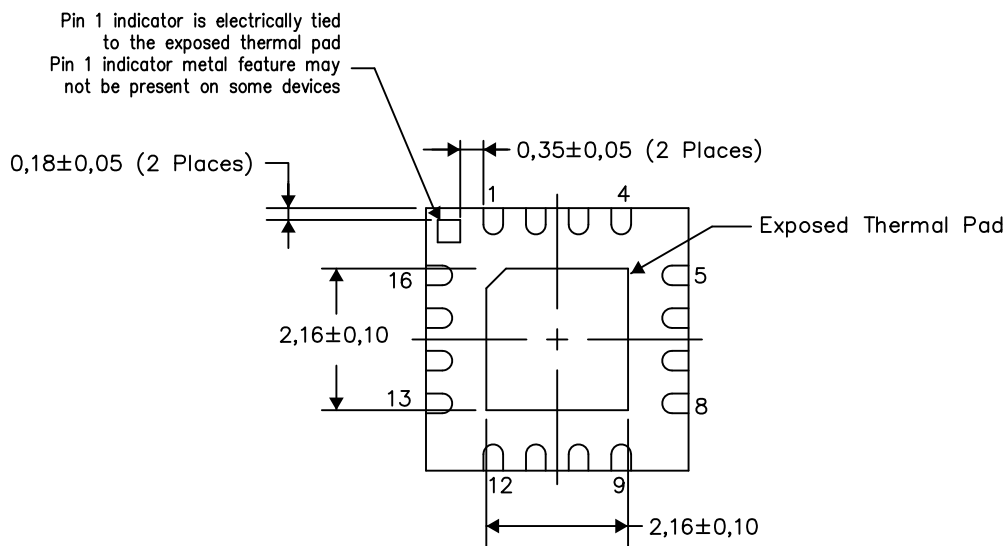 Pin 1 indicator is electrically tied
to the exposed thermal pad
Pin 1 indicator metal feature may
not be present on some devices
0,18±0,05 (2 Places)
0,35±0,05 (2 Places)
1
4
Exposed Thermal Pad
16
5
2,16±0,10
13
8
12
9
2,16±0,10